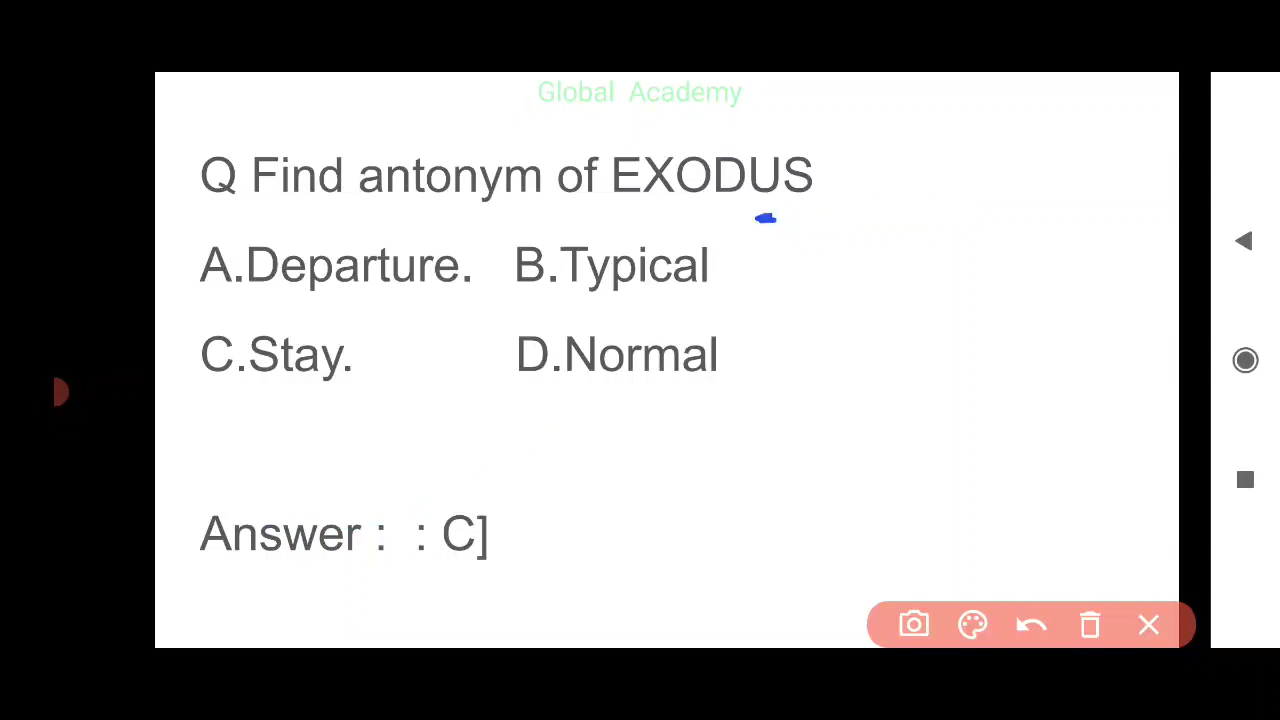 Global Academy
Q Find antonym of EXODUS
A.Departure. B.Typical
C.Stay. D.Normal
Answer : : C]